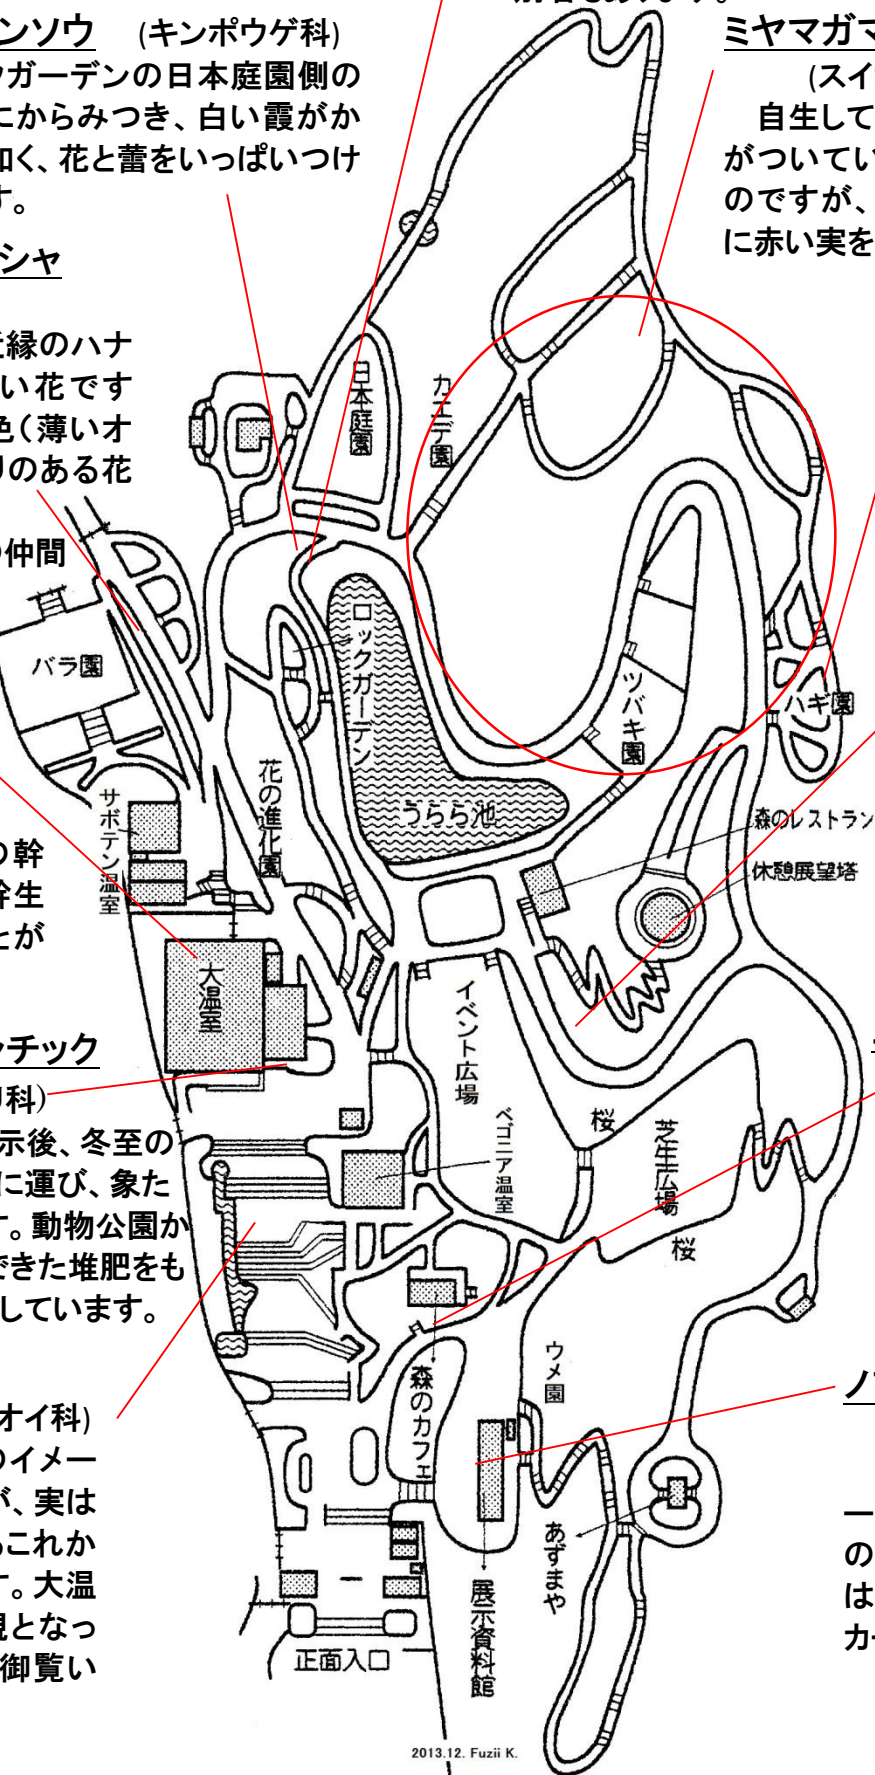 ンソウ　(キンポウゲ科)
クガーデンの日本庭園側の
にからみつき、白い霞がか
如く、花と蕾をいっぱいつけ
す。
ミヤマガマ
(スイ
自生して
がついてい
のですが、
に赤い実を
シャ
縁のハナ
い花です
色(薄いオ
りのある花
の仲間
日本庭園
カエデ園
バラ園
ロックガーデン
ツバキ園
ハギ園
サボテン温室
花の進化園
うらら池
森のレストラン
休憩展望塔
の幹
幹生
とが
大温室
イベント広場
チック
科)
示後、冬至の
に運び、象た
す。動物公園か
できた堆肥をも
しています。
ベゴニア温室
桜
芝生広場
桜
オイ科)
のイメー
が、実は
これか
す。大温
観となっ
御覧い
森のカフェ
ウメ園
あずまや
展示資料館
正面入口
ノ
ー
の
は
カ
2013.12. Fuzii K.